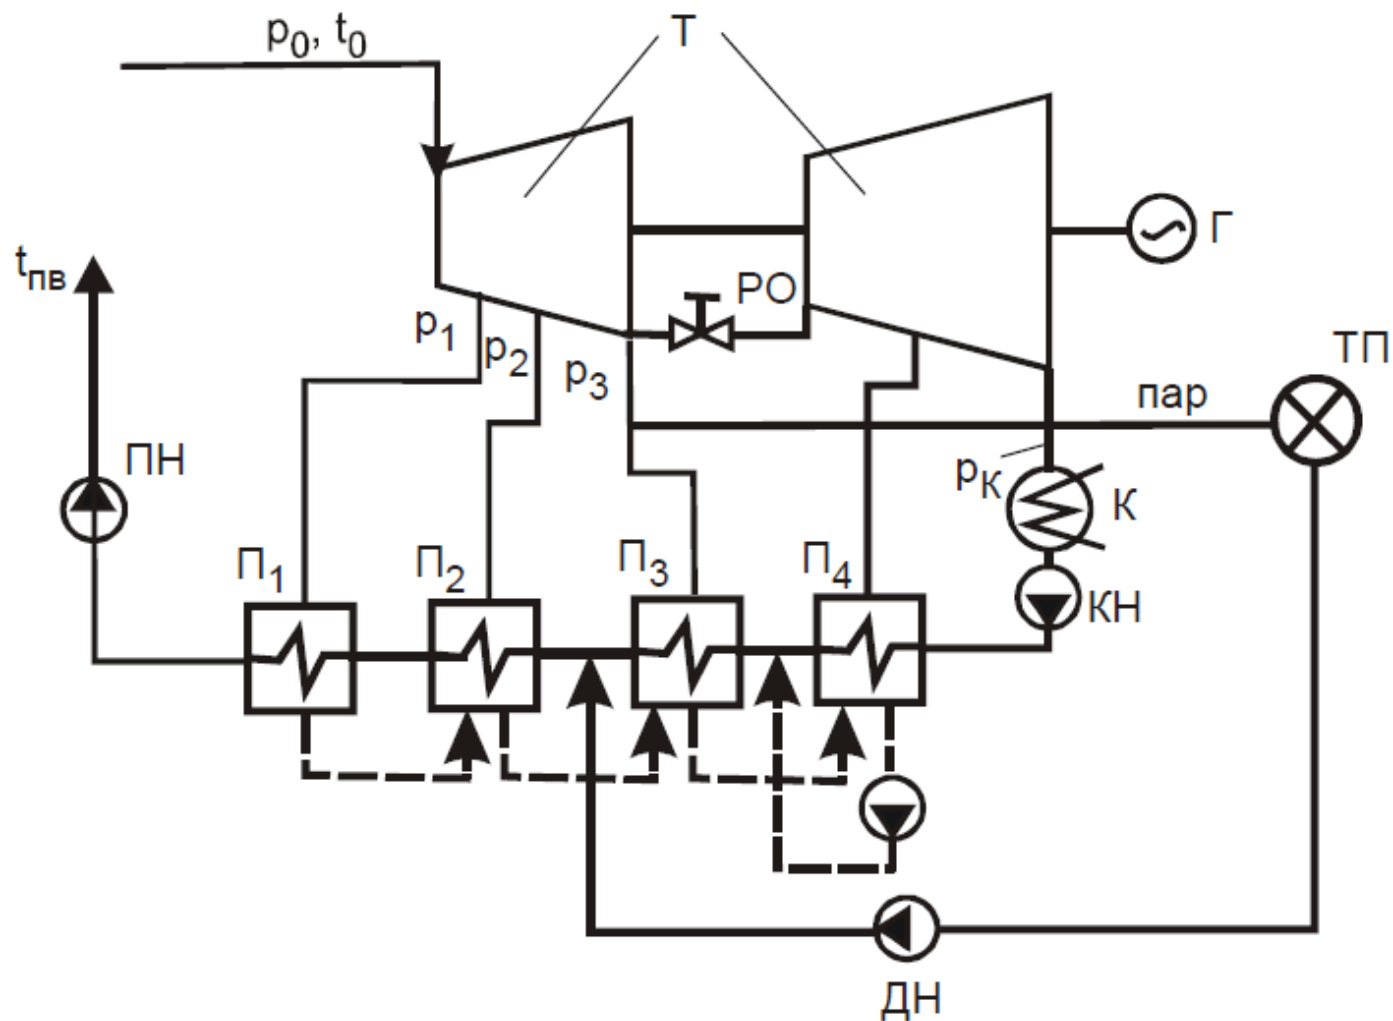 p₀, t₀
Т
Г
tпв
РО
p₁
p₂
p₃
ТП
пар
ПН
pК
К
П₁
П₂
П₃
П₄
КН
ДН